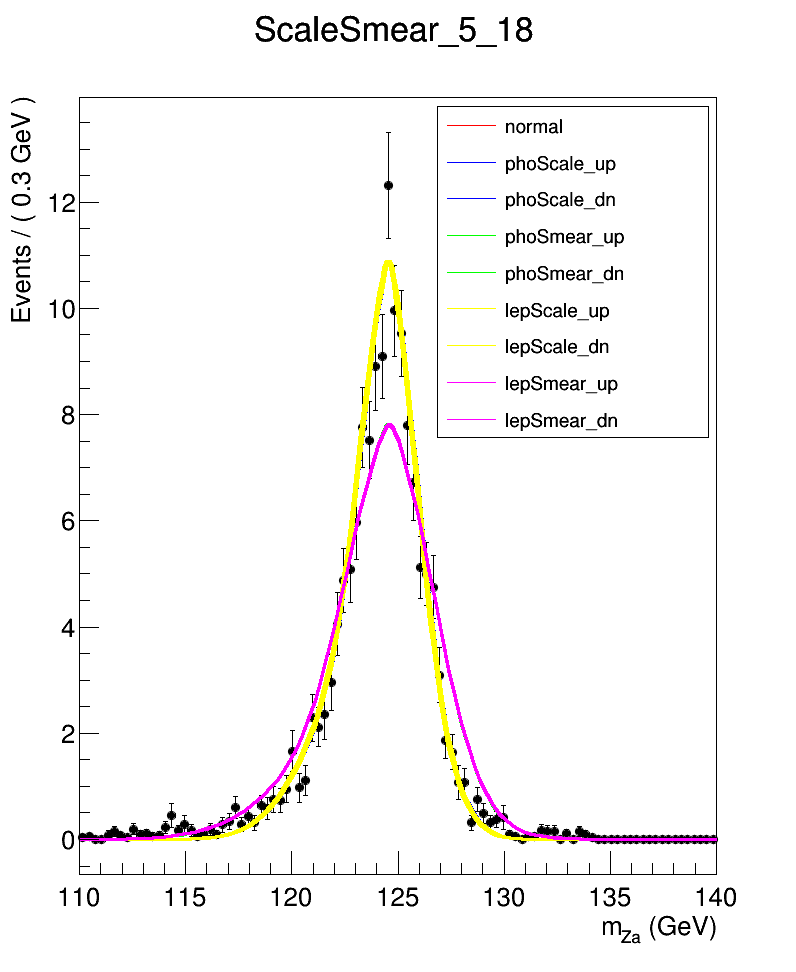 ScaleSmear_5_18
Events / ( 0.3 GeV )
normal
phoScale_up
phoScale_dn
phoSmear_up
phoSmear_dn
lepScale_up
lepScale_dn
lepSmear_up
lepSmear_dn
12
10
8
6
4
2
0
110 115 120 125 130 135 140
m_Za (GeV)